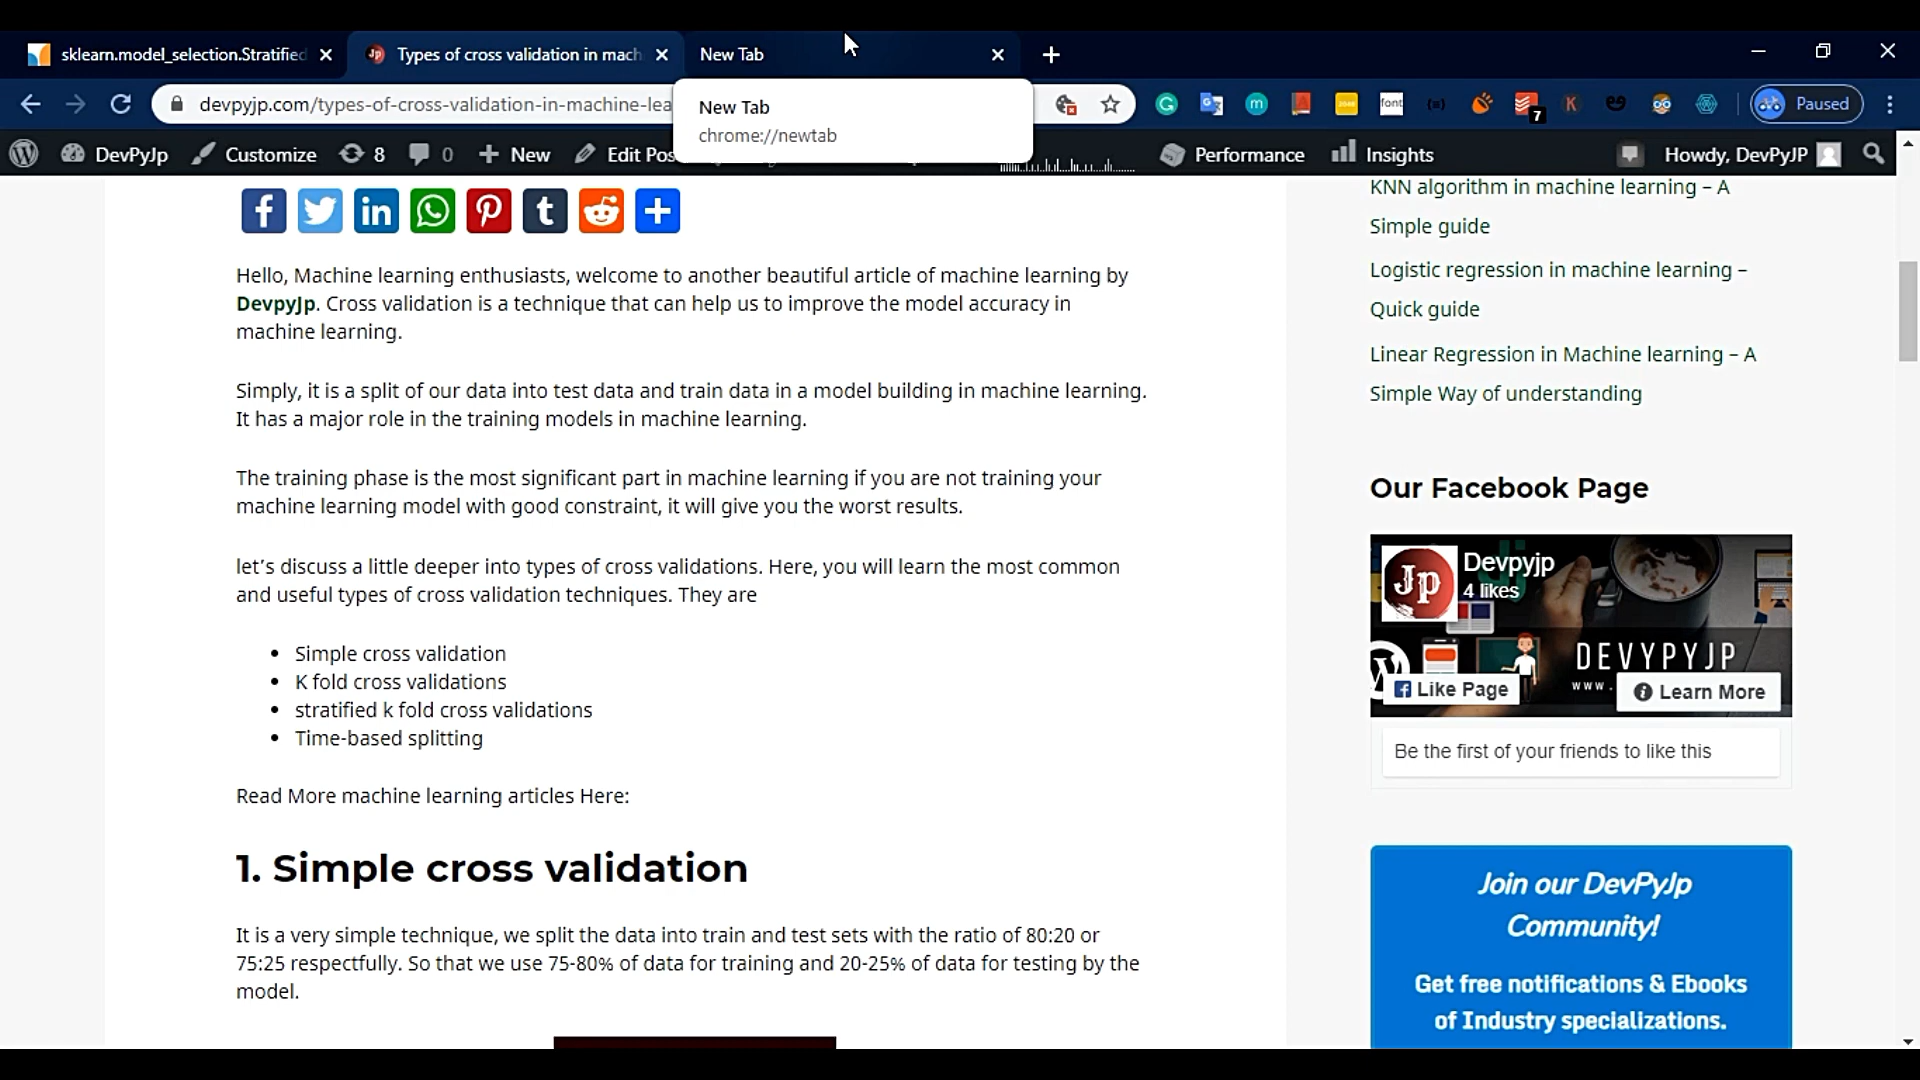 sklearn.model_selection.Stratified
Types of cross validation in mach
New Tab
devpyjp.com/types-of-cross-validation-in-machine-lea
New Tab
chrome://newtab
font
7
K
Paused
DevPyJp
Customize
8
0
New
Edit Pos
Performance
Insights
Howdy, DevPyJP
Hello, Machine learning enthusiasts, welcome to another beautiful article of machine learning by
DevpyJp. Cross validation is a technique that can help us to improve the model accuracy in
machine learning.
Simply, it is a split of our data into test data and train data in a model building in machine learning.
It has a major role in the training models in machine learning.
The training phase is the most significant part in machine learning if you are not training your
machine learning model with good constraint, it will give you the worst results.
let’s discuss a little deeper into types of cross validations. Here, you will learn the most common
and useful types of cross validation techniques. They are
• Simple cross validation
• K fold cross validations
• stratified k fold cross validations
• Time-based splitting
Read More machine learning articles Here:
1. Simple cross validation
It is a very simple technique, we split the data into train and test sets with the ratio of 80:20 or
75:25 respectfully. So that we use 75-80% of data for training and 20-25% of data for testing by the
model.
KNN algorithm in machine learning – A
Simple guide
Logistic regression in machine learning –
Quick guide
Linear Regression in Machine learning – A
Simple Way of understanding
Our Facebook Page
Jp
Devpyjp
4 likes
DEVYPYJP
www.
Like Page
Learn More
Be the first of your friends to like this
Join our DevPyJp
Community!
Get free notifications & Ebooks
of Industry specializations.